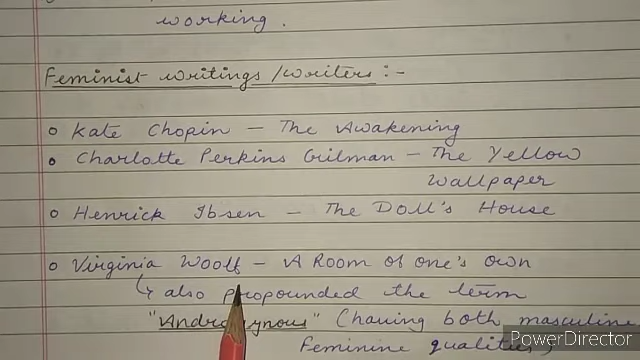 working.
Feminist writings/writers :-
o Kate Chopin - The Awakening
o Charlotte Perkins Gilman - The Yellow
Wallpaper
o Henrick Ibsen - The Doll's House
o Virginia Woolf - A Room of one's own
↳ also propounded the term
"Androgynous" (having both masculine
Feminine qualities)
PowerDirector